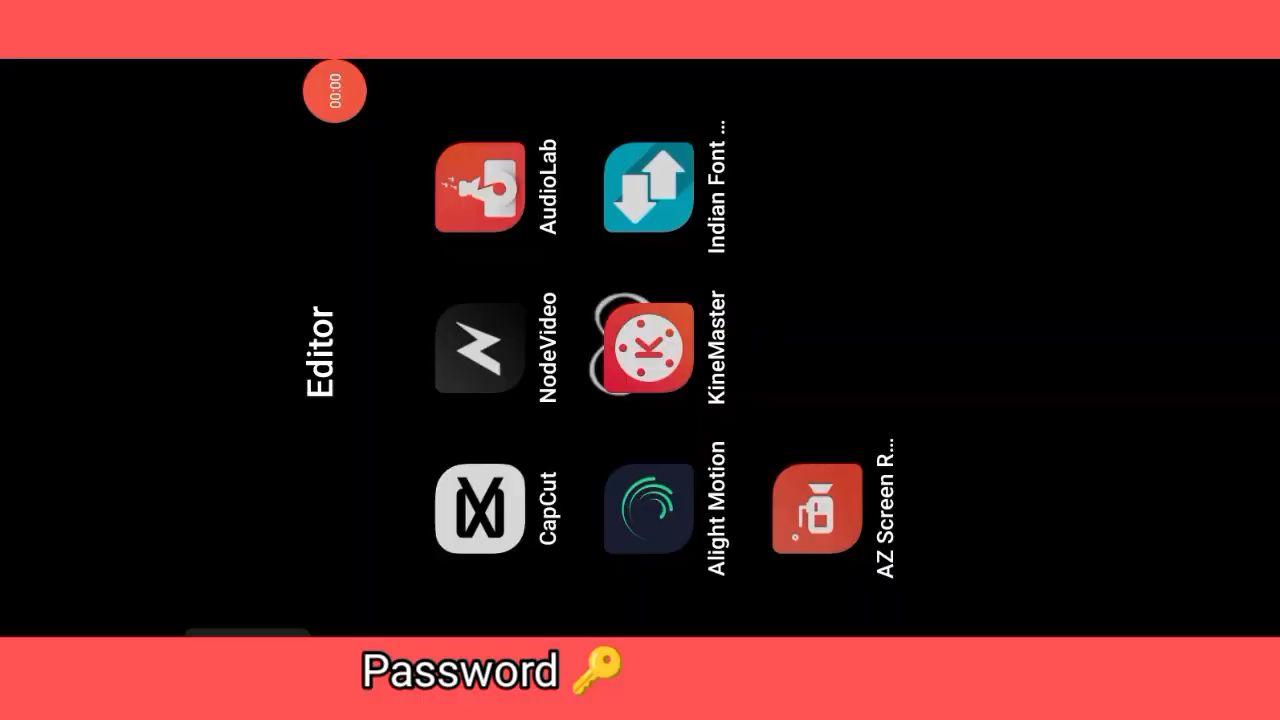 00:00
Editor
CapCut
NodeVideo
AudioLab
Alight Motion
KineMaster
Indian Font ...
AZ Screen R...
Password 🔑